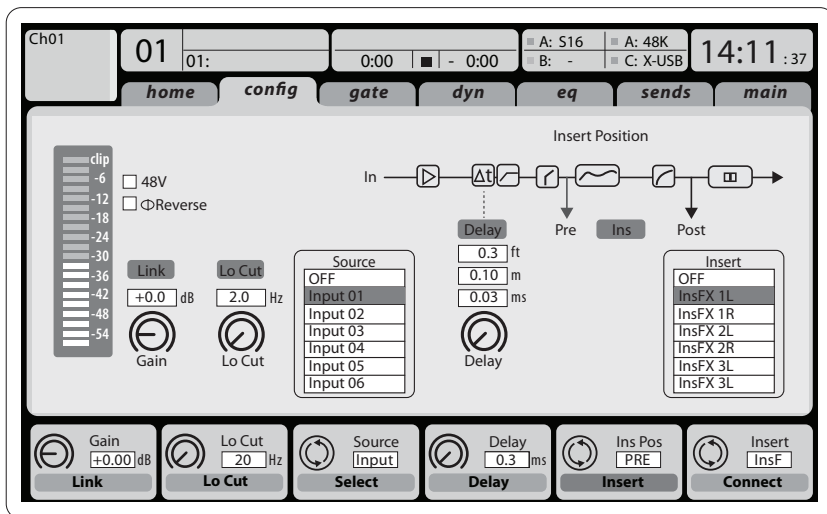 Ch01
01
01:
0:00
- 0:00
A: S16
B: -
A: 48K
C: X-USB
14:11 :37
home config gate dyn eq sends main
Insert Position
In
clip
-6
-12
-18
-24
-30
-36
-42
-48
-54
48V
ΦReverse
Δt
Pre
Ins
Post
Link
+0.0 dB
Gain
Lo Cut
2.0 Hz
Lo Cut
Source
OFF
Input 01
Input 02
Input 03
Input 04
Input 05
Input 06
Delay
0.3 ft
0.10 m
0.03 ms
Delay
Insert
OFF
InsFX 1L
InsFX 1R
InsFX 2L
InsFX 2R
InsFX 3L
InsFX 3L
Gain
+0.00 dB
Link
Lo Cut
20 Hz
Lo Cut
Source
Input
Select
Delay
0.3 ms
Delay
Ins Pos
PRE
Insert
Insert
InsF
Connect